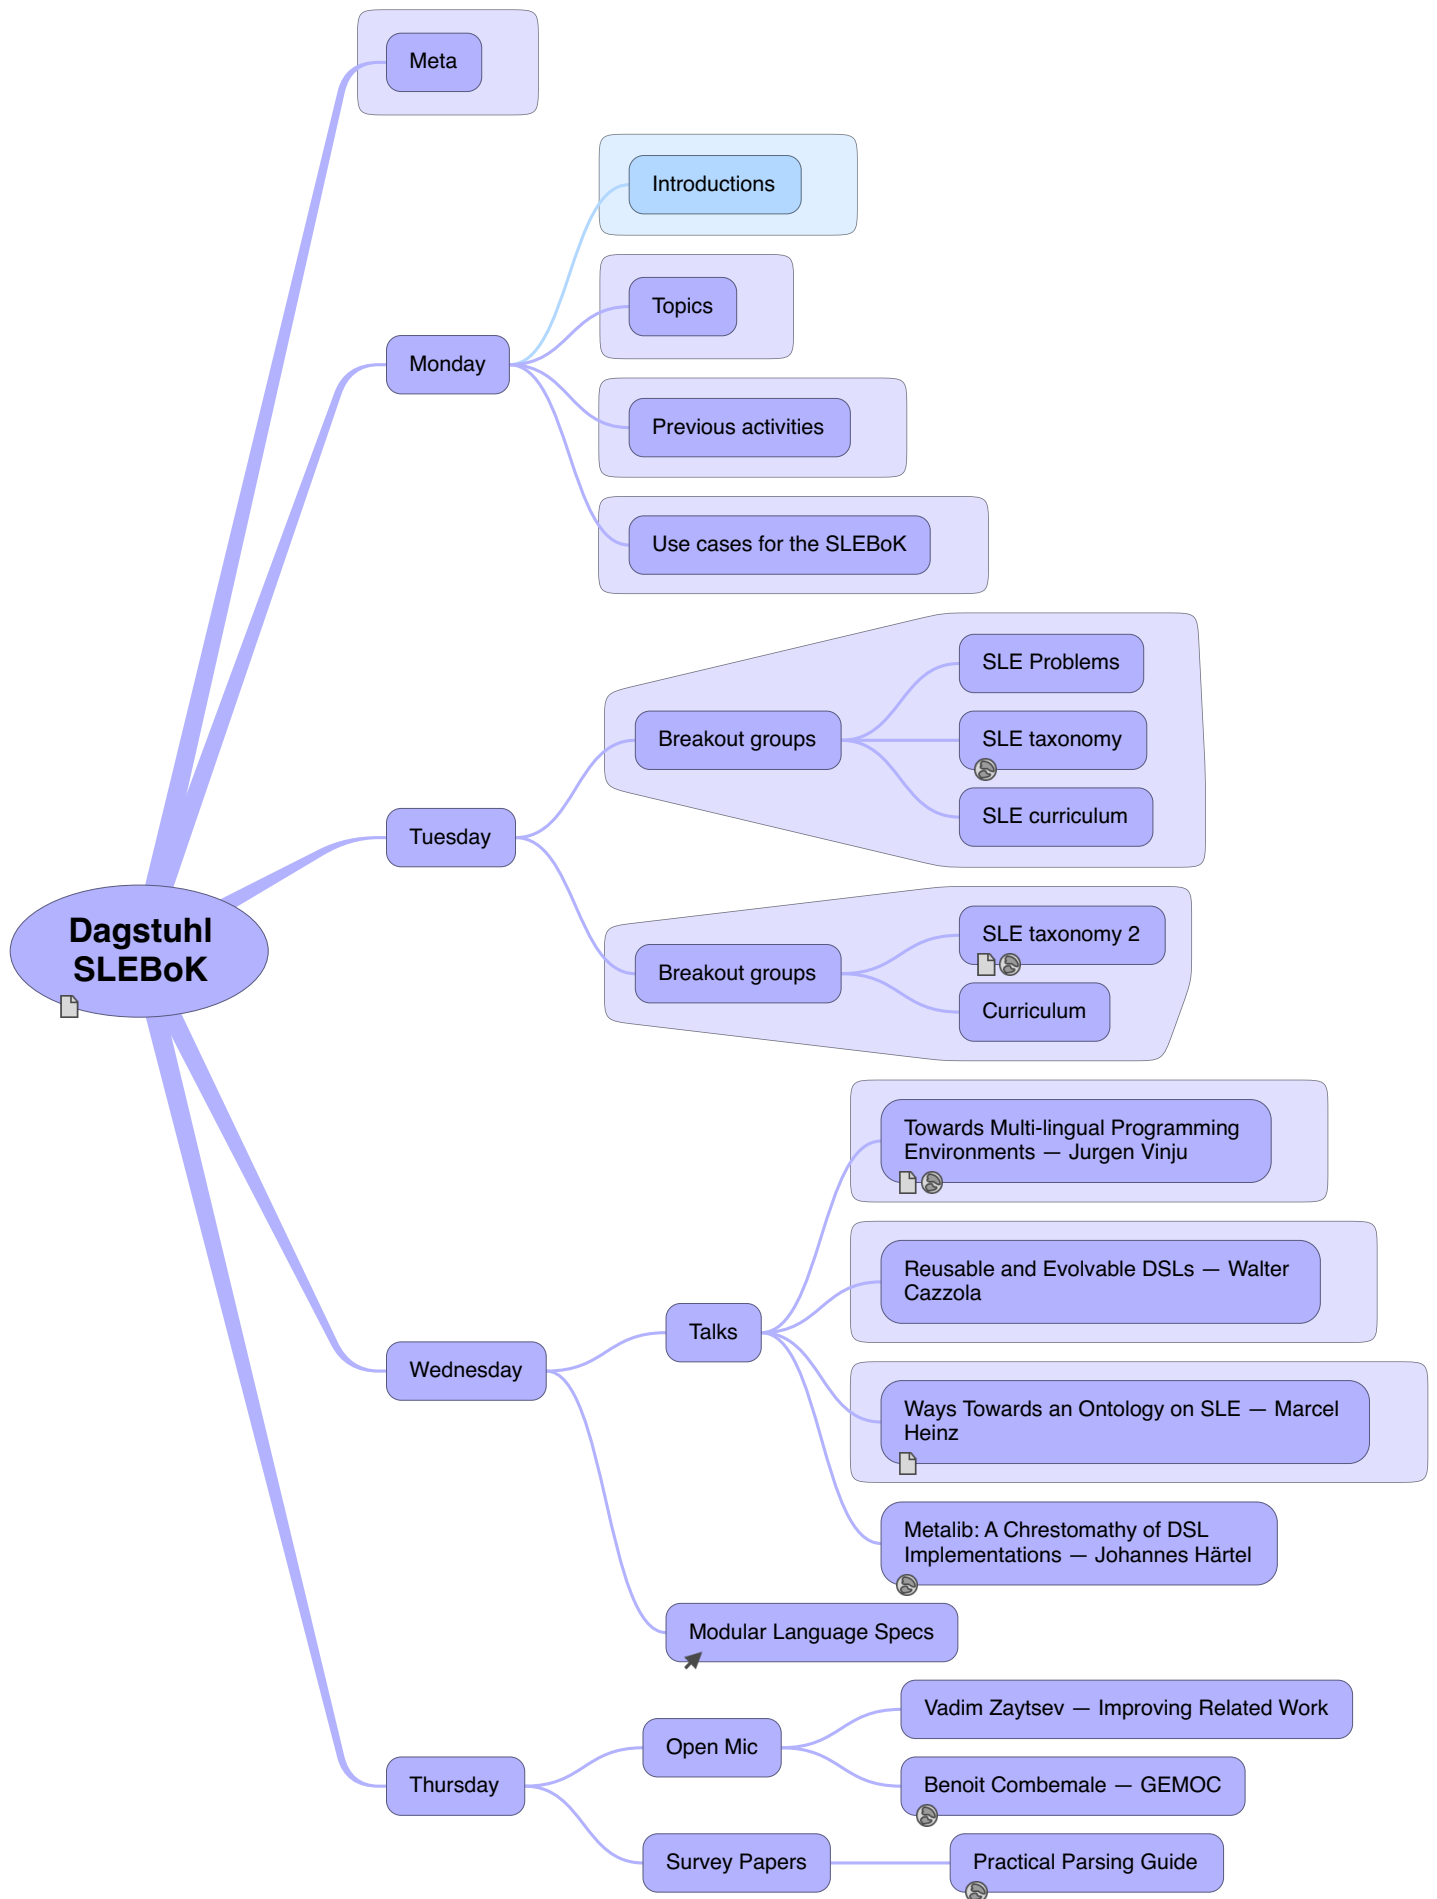 Meta
Introductions
Topics
Monday
Previous activities
Use cases for the SLEBoK
SLE Problems
Breakout groups
SLE taxonomy
SLE curriculum
Tuesday
Dagstuhl
SLEBoK
SLE taxonomy 2
Breakout groups
Curriculum
Towards Multi-lingual Programming
Environments — Jurgen Vinju
Reusable and Evolvable DSLs — Walter
Cazzola
Talks
Wednesday
Ways Towards an Ontology on SLE — Marcel
Heinz
Metalib: A Chrestomathy of DSL
Implementations — Johannes Härtel
Modular Language Specs
Vadim Zaytsev — Improving Related Work
Open Mic
Thursday
Benoit Combemale — GEMOC
Survey Papers
Practical Parsing Guide